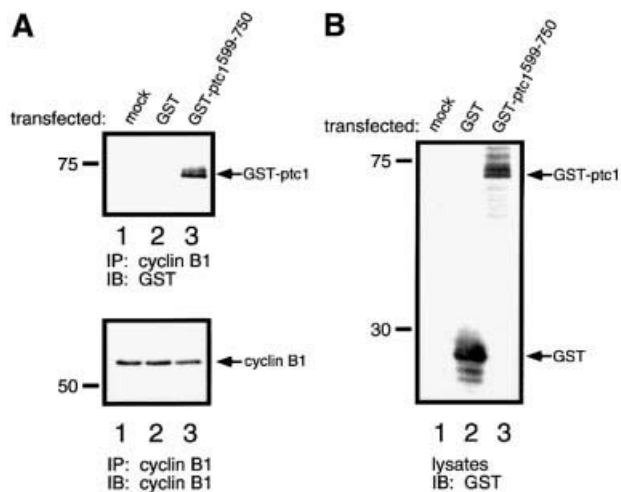 A
transfected:
mock
GST
GST-ptc1 599-750
75
GST-ptc1
1 2 3
IP: cyclin B1
IB: GST
cyclin B1
50
1 2 3
IP: cyclin B1
IB: cyclin B1
B
transfected:
mock
GST
GST-ptc1 599-750
75
GST-ptc1
30
GST
1 2 3
lysates
IB: GST